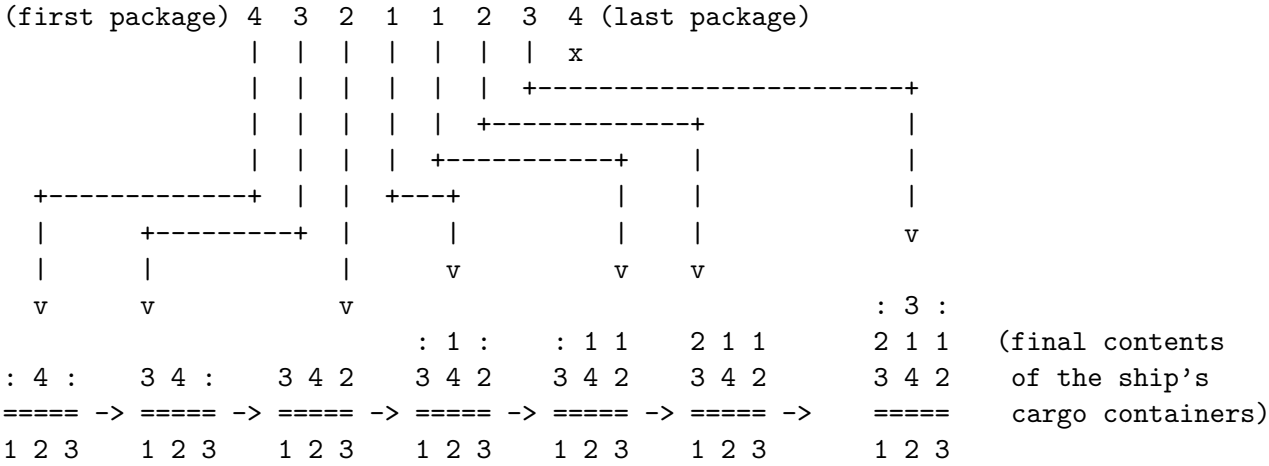 (first package) 4  3  2  1  1  2  3  4 (last package)
                |  |  |  |  |  |  |  x
                |  |  |  |  |  |  +------------------------+
                |  |  |  |  |  +-------------+             |
                |  |  |  |  +-----------+    |             |
  +-------------+  |  |  +---+          |    |             |
  |      +---------+  |      |          |    |             v
  |      |            |      v          v    v
  v      v            v                                  : 3 :
                           : 1 :    : 1 1    2 1 1       2 1 1   (final contents
: 4 :    3 4 :    3 4 2    3 4 2    3 4 2    3 4 2       3 4 2    of the ship's
===== -> ===== -> ===== -> ===== -> ===== -> ===== ->    =====    cargo containers)
1 2 3    1 2 3    1 2 3    1 2 3    1 2 3    1 2 3       1 2 3